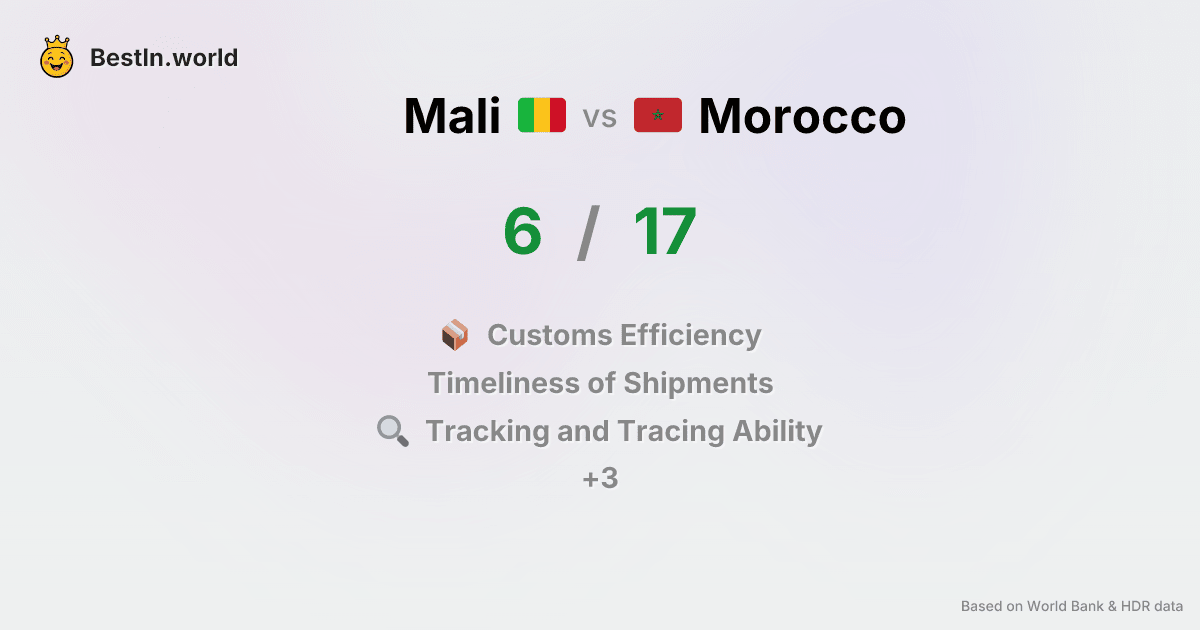 BestIn.world
Mali vs Morocco
6 / 17
Customs Efficiency
Timeliness of Shipments
Tracking and Tracing Ability
+3
Based on World Bank & HDR data